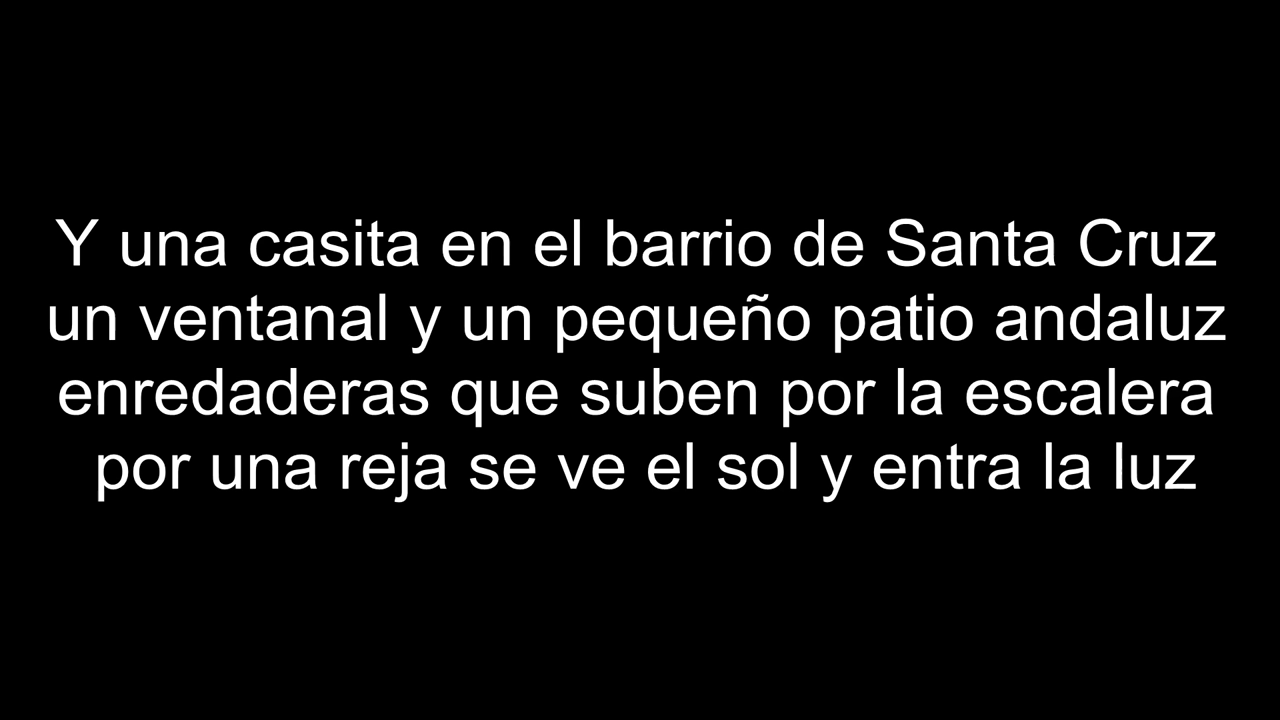 Y una casita en el barrio de Santa Cruz
un ventanal y un pequeño patio andaluz
enredaderas que suben por la escalera
por una reja se ve el sol y entra la luz